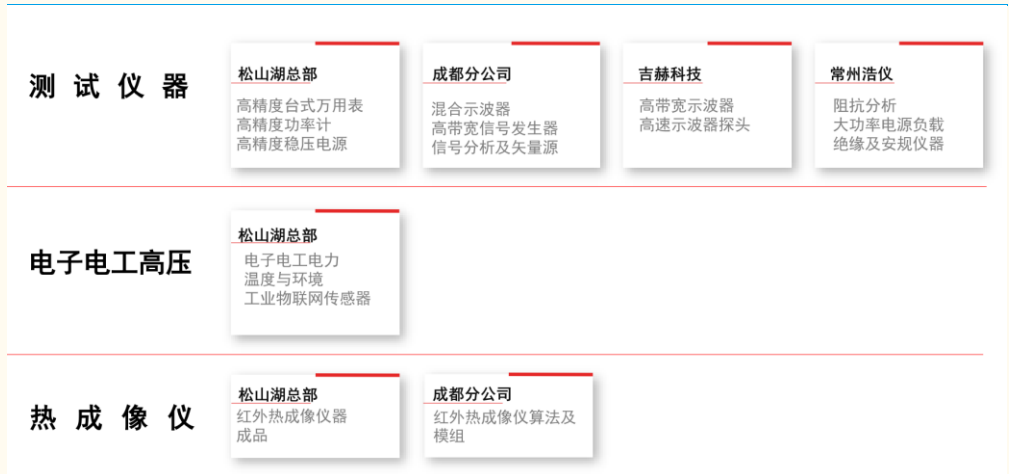 测试仪器
松山湖总部
高精度台式万用表
高精度功率计
高精度稳压电源
成都分公司
混合示波器
高带宽信号发生器
信号分析及矢量源
吉赫科技
高带宽示波器
高速示波器探头
常州浩仪
阻抗分析
大功率电源负载
绝缘及安规仪器
电子电工高压
松山湖总部
电子电工电力
温度与环境
工业物联网传感器
热成像仪
松山湖总部
红外热成像仪器
成品
成都分公司
红外热成像仪算法及
模组